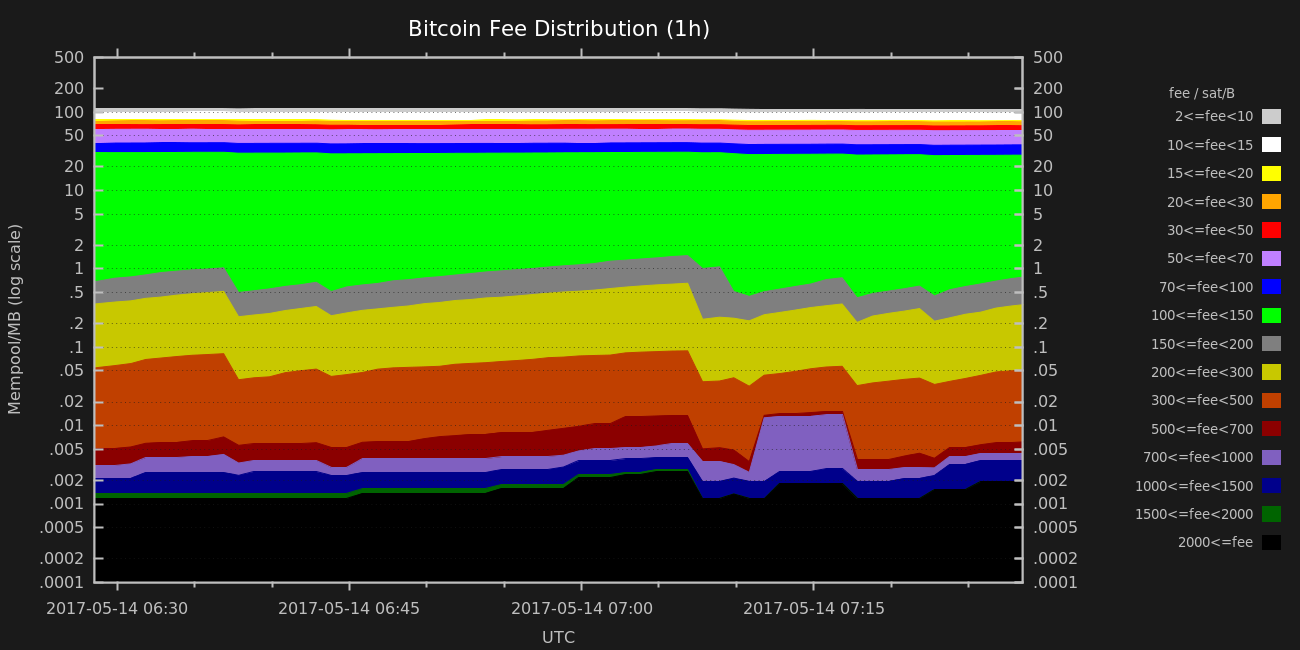 Bitcoin Fee Distribution (1h)
500
200
100
50
20
10
5
2
1
.5
.2
.1
.05
.02
.01
.005
.002
.001
.0005
.0002
.0001
Mempool/MB (log scale)
500
200
100
50
20
10
5
2
1
.5
.2
.1
.05
.02
.01
.005
.002
.001
.0005
.0002
.0001
2017-05-14 06:30
2017-05-14 06:45
2017-05-14 07:00
2017-05-14 07:15
UTC
fee / sat/B
2<=fee<10
10<=fee<15
15<=fee<20
20<=fee<30
30<=fee<50
50<=fee<70
70<=fee<100
100<=fee<150
150<=fee<200
200<=fee<300
300<=fee<500
500<=fee<700
700<=fee<1000
1000<=fee<1500
1500<=fee<2000
2000<=fee